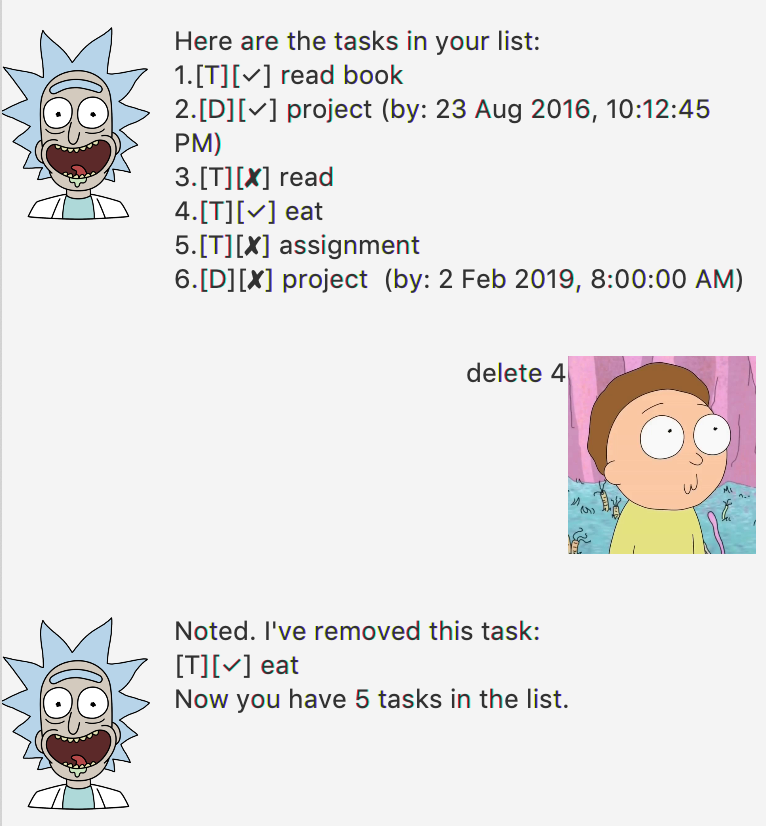 Here are the tasks in your list:
1.[T][✓] read book
2.[D][✓] project (by: 23 Aug 2016, 10:12:45
PM)
3.[T][✘] read
4.[T][✓] eat
5.[T][✘] assignment
6.[D][✘] project  (by: 2 Feb 2019, 8:00:00 AM)
delete 4
Noted. I've removed this task:
[T][✓] eat
Now you have 5 tasks in the list.